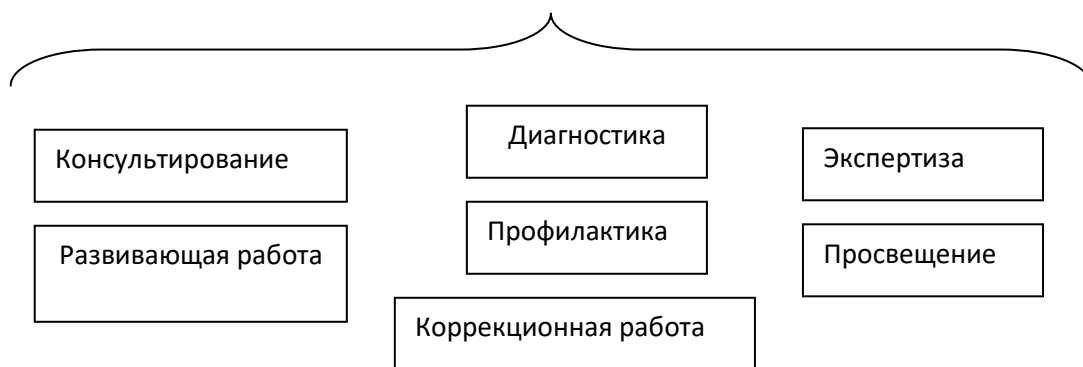 Диагностика
Консультирование
Экспертиза
Профилактика
Развивающая работа
Просвещение
Коррекционная работа